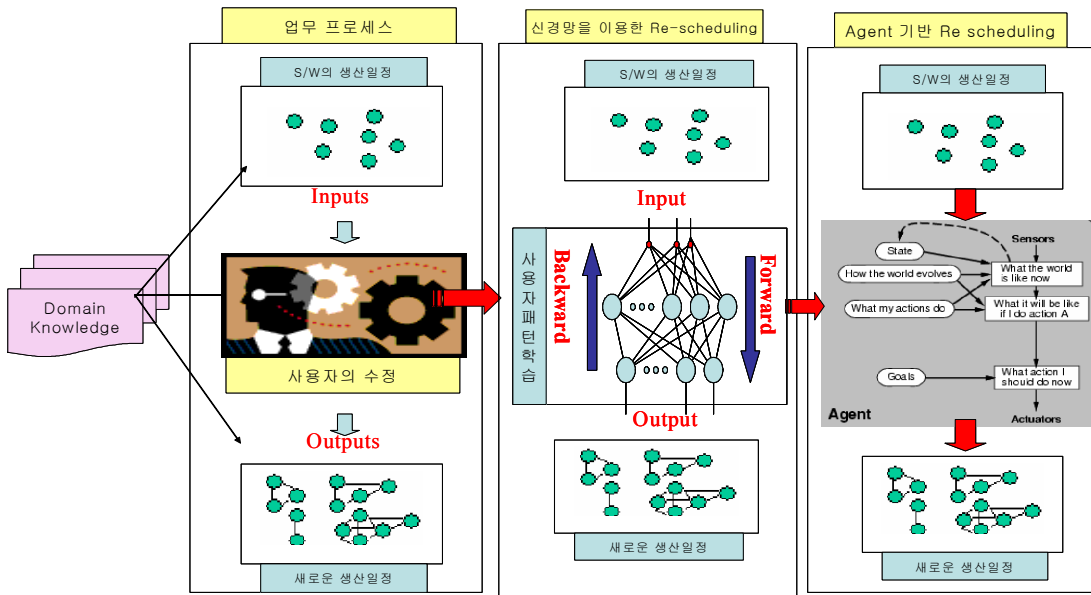 업무 프로세스
S/W의 생산일정
Inputs
Domain
Knowledge
사용자의 수정
Outputs
새로운 생산일정
신경망을 이용한 Re-scheduling
S/W의 생산일정
Input
사용자패턴학습
Backward
Forward
Output
새로운 생산일정
Agent 기반 Re scheduling
S/W의 생산일정
Sensors
State
How the world evolves
What my actions do
What the world
is like now
What it will be like
if I do action A
Goals
What action I
should do now
Agent
Actuators
새로운 생산일정